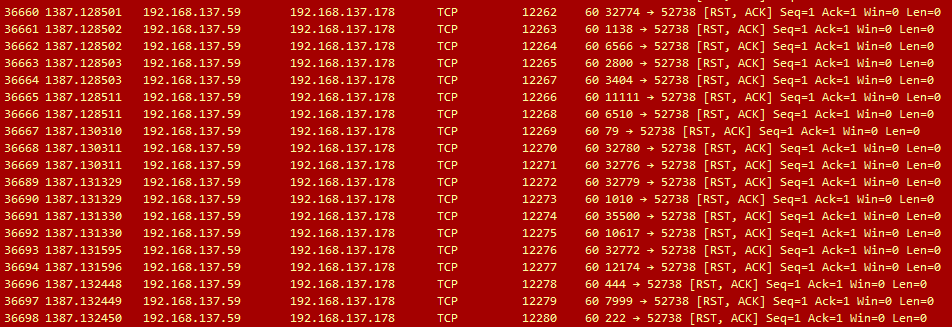 36660 1387.128501 192.168.137.59 192.168.137.178 TCP 12262 60 32774 → 52738 [RST, ACK] Seq=1 Ack=1 Win=0 Len=0
36661 1387.128502 192.168.137.59 192.168.137.178 TCP 12263 60 1138 → 52738 [RST, ACK] Seq=1 Ack=1 Win=0 Len=0
36662 1387.128502 192.168.137.59 192.168.137.178 TCP 12264 60 6566 → 52738 [RST, ACK] Seq=1 Ack=1 Win=0 Len=0
36663 1387.128503 192.168.137.59 192.168.137.178 TCP 12265 60 2800 → 52738 [RST, ACK] Seq=1 Ack=1 Win=0 Len=0
36664 1387.128503 192.168.137.59 192.168.137.178 TCP 12267 60 3404 → 52738 [RST, ACK] Seq=1 Ack=1 Win=0 Len=0
36665 1387.128511 192.168.137.59 192.168.137.178 TCP 12266 60 11111 → 52738 [RST, ACK] Seq=1 Ack=1 Win=0 Len=0
36666 1387.128511 192.168.137.59 192.168.137.178 TCP 12268 60 6510 → 52738 [RST, ACK] Seq=1 Ack=1 Win=0 Len=0
36667 1387.130310 192.168.137.59 192.168.137.178 TCP 12269 60 79 → 52738 [RST, ACK] Seq=1 Ack=1 Win=0 Len=0
36668 1387.130311 192.168.137.59 192.168.137.178 TCP 12270 60 32780 → 52738 [RST, ACK] Seq=1 Ack=1 Win=0 Len=0
36669 1387.130311 192.168.137.59 192.168.137.178 TCP 12271 60 32776 → 52738 [RST, ACK] Seq=1 Ack=1 Win=0 Len=0
36689 1387.131329 192.168.137.59 192.168.137.178 TCP 12272 60 32779 → 52738 [RST, ACK] Seq=1 Ack=1 Win=0 Len=0
36690 1387.131329 192.168.137.59 192.168.137.178 TCP 12273 60 1010 → 52738 [RST, ACK] Seq=1 Ack=1 Win=0 Len=0
36691 1387.131330 192.168.137.59 192.168.137.178 TCP 12274 60 35500 → 52738 [RST, ACK] Seq=1 Ack=1 Win=0 Len=0
36692 1387.131330 192.168.137.59 192.168.137.178 TCP 12275 60 10617 → 52738 [RST, ACK] Seq=1 Ack=1 Win=0 Len=0
36693 1387.131595 192.168.137.59 192.168.137.178 TCP 12276 60 32772 → 52738 [RST, ACK] Seq=1 Ack=1 Win=0 Len=0
36694 1387.131596 192.168.137.59 192.168.137.178 TCP 12277 60 12174 → 52738 [RST, ACK] Seq=1 Ack=1 Win=0 Len=0
36696 1387.132448 192.168.137.59 192.168.137.178 TCP 12278 60 444 → 52738 [RST, ACK] Seq=1 Ack=1 Win=0 Len=0
36697 1387.132449 192.168.137.59 192.168.137.178 TCP 12279 60 7999 → 52738 [RST, ACK] Seq=1 Ack=1 Win=0 Len=0
36698 1387.132450 192.168.137.59 192.168.137.178 TCP 12280 60 222 → 52738 [RST, ACK] Seq=1 Ack=1 Win=0 Len=0